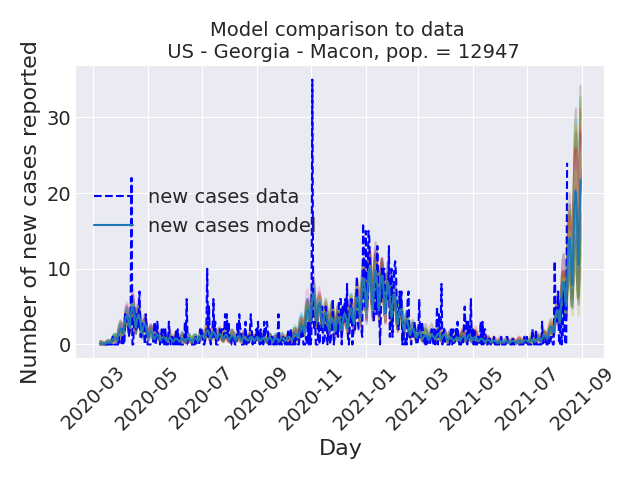 Model comparison to data
US - Georgia - Macon, pop. = 12947
Number of new cases reported
30
20
10
0
new cases data
new cases model
2020-03
2020-05
2020-07
2020-09
2020-11
2021-01
2021-03
2021-05
2021-07
2021-09
Day